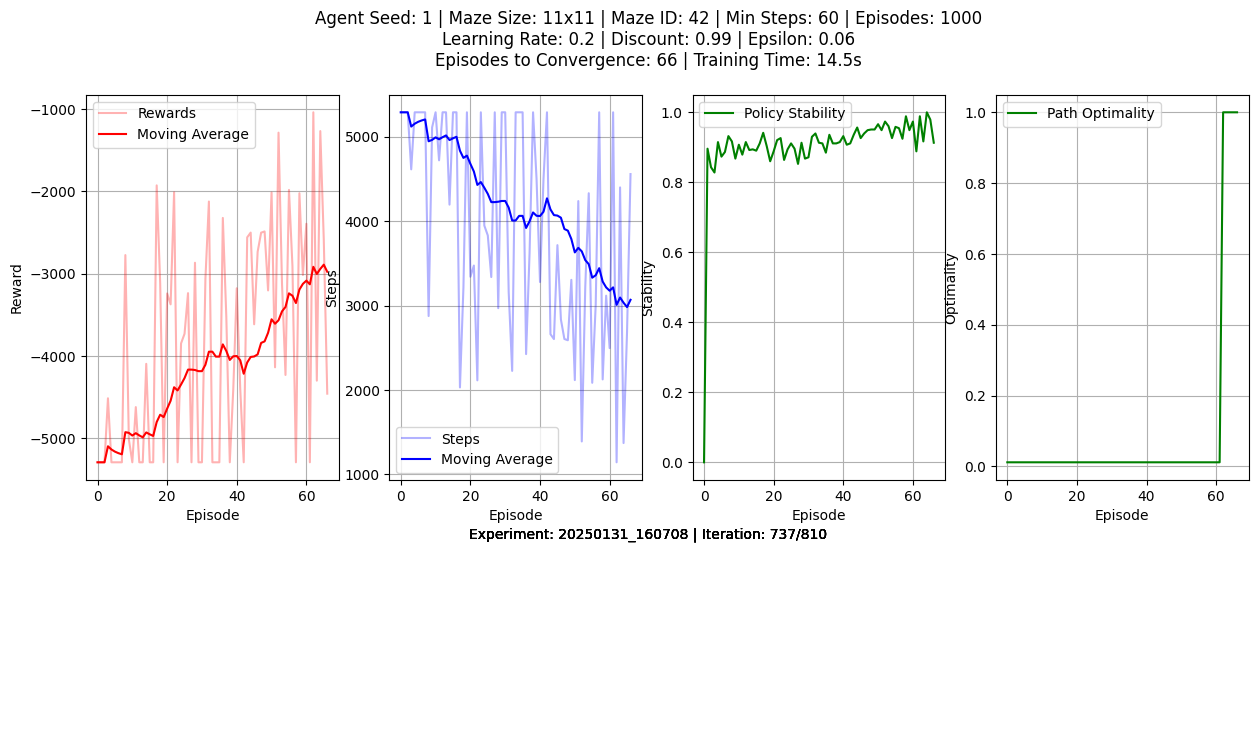 Agent Seed: 1 | Maze Size: 11x11 | Maze ID: 42 | Min Steps: 60 | Episodes: 1000
Learning Rate: 0.2 | Discount: 0.99 | Epsilon: 0.06
Episodes to Convergence: 66 | Training Time: 14.5s
Rewards
Moving Average
−1000
−2000
−3000
−4000
−5000
Reward
0 20 40 60
Episode
Steps
Moving Average
5000
4000
3000
2000
1000
Steps
0 20 40 60
Episode
Policy Stability
1.0
0.8
0.6
0.4
0.2
0.0
Stability
0 20 40 60
Episode
Path Optimality
1.0
0.8
0.6
0.4
0.2
0.0
Optimality
0 20 40 60
Episode
Experiment: 20250131_160708 | Iteration: 737/810